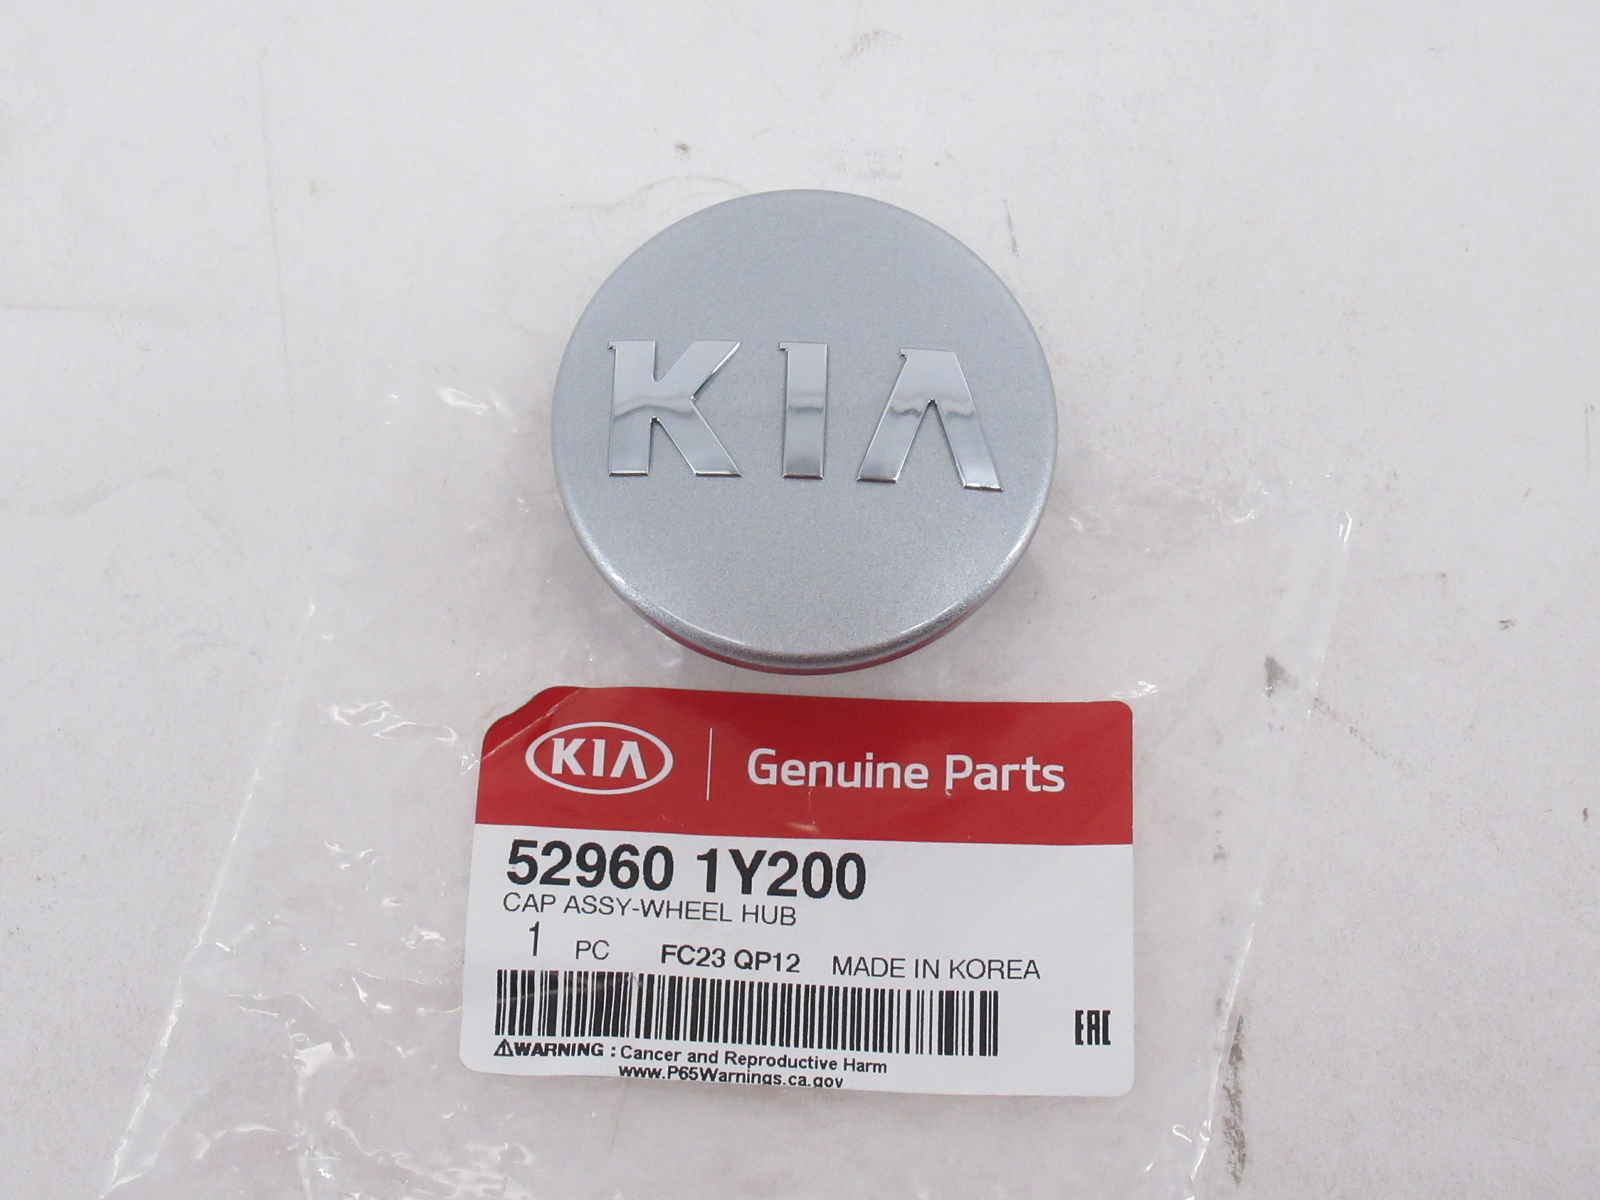 KIA
KIA Genuine Parts
52960 1Y200
CAP ASSY-WHEEL HUB
1 PC FC23 QP12 MADE IN KOREA
EAC
WARNING : Cancer and Reproductive Harm
www.P65Warnings.ca.gov